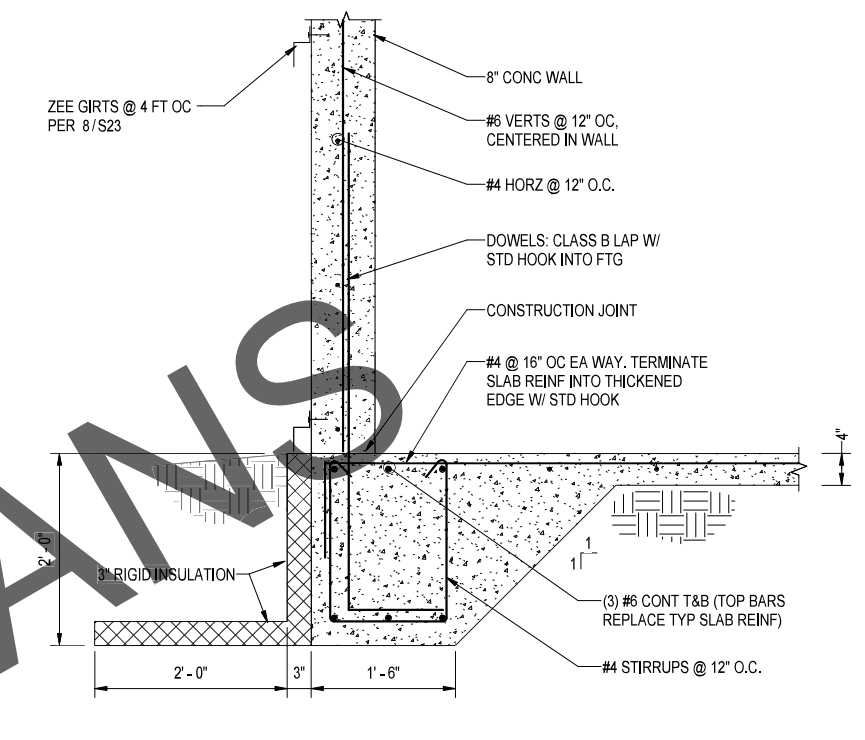 8" CONC WALL
ZEE GIRTS @ 4 FT OC
PER 8/S23
#6 VERTS @ 12" OC,
CENTERED IN WALL
#4 HORZ @ 12" O.C.
DOWELS: CLASS B LAP W/
STD HOOK INTO FTG
CONSTRUCTION JOINT
#4 @ 16" OC EA WAY. TERMINATE
SLAB REINF INTO THICKENED
EDGE W/ STD HOOK
4"
2' - 0"
ANS
1
1
3" RIGID INSULATION
(3) #6 CONT T&B (TOP BARS
REPLACE TYP SLAB REINF)
#4 STIRRUPS @ 12" O.C.
2' - 0"
3"
1' - 6"